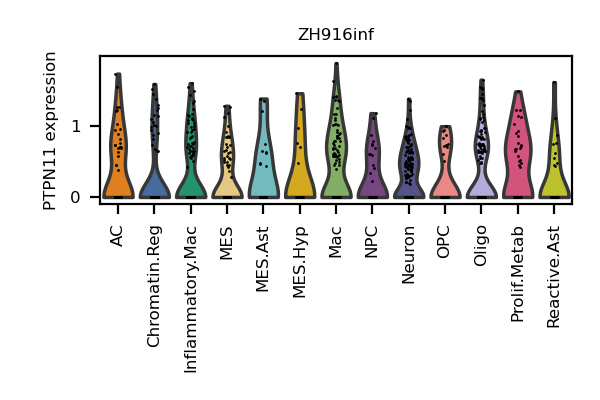 ZH916inf
PTPN11 expression
1
0
AC
Chromatin.Reg
Inflammatory.Mac
MES
MES.Ast
MES.Hyp
Mac
NPC
Neuron
OPC
Oligo
Prolif.Metab
Reactive.Ast